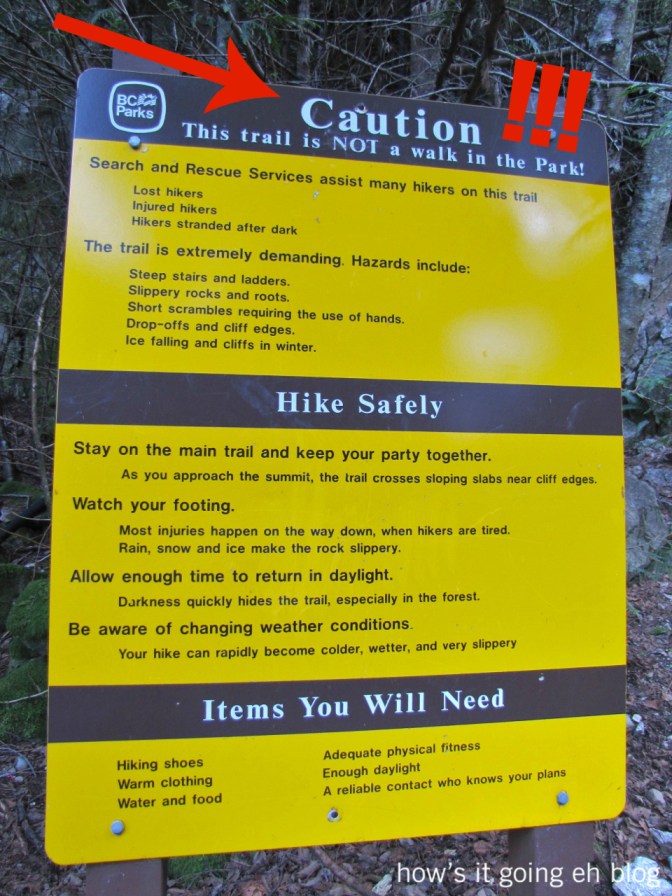 !!!
BC
Parks
Caution
This trail is NOT a walk in the Park!
Search and Rescue Services assist many hikers on this trail
Lost hikers
Injured hikers
Hikers stranded after dark
The trail is extremely demanding. Hazards include:
Steep stairs and ladders.
Slippery rocks and roots.
Short scrambles requiring the use of hands.
Drop-offs and cliff edges.
Ice falling and cliffs in winter.
Hike Safely
Stay on the main trail and keep your party together.
As you approach the summit, the trail crosses sloping slabs near cliff edges.
Watch your footing.
Most injuries happen on the way down, when hikers are tired.
Rain, snow and ice make the rock slippery.
Allow enough time to return in daylight.
Darkness quickly hides the trail, especially in the forest.
Be aware of changing weather conditions.
Your hike can rapidly become colder, wetter, and very slippery
Items You Will Need
Hiking shoes
Warm clothing
Water and food
Adequate physical fitness
Enough daylight
A reliable contact who knows your plans
how's it going eh blog